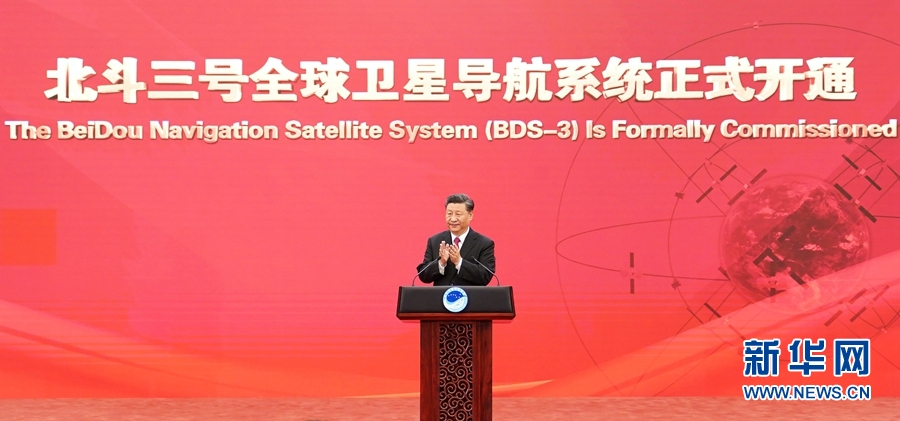 北斗三号全球卫星导航系统正式开通
The BeiDou Navigation Satellite System (BDS-3) Is Formally Commissioned
新华网
WWW.NEWS.CN